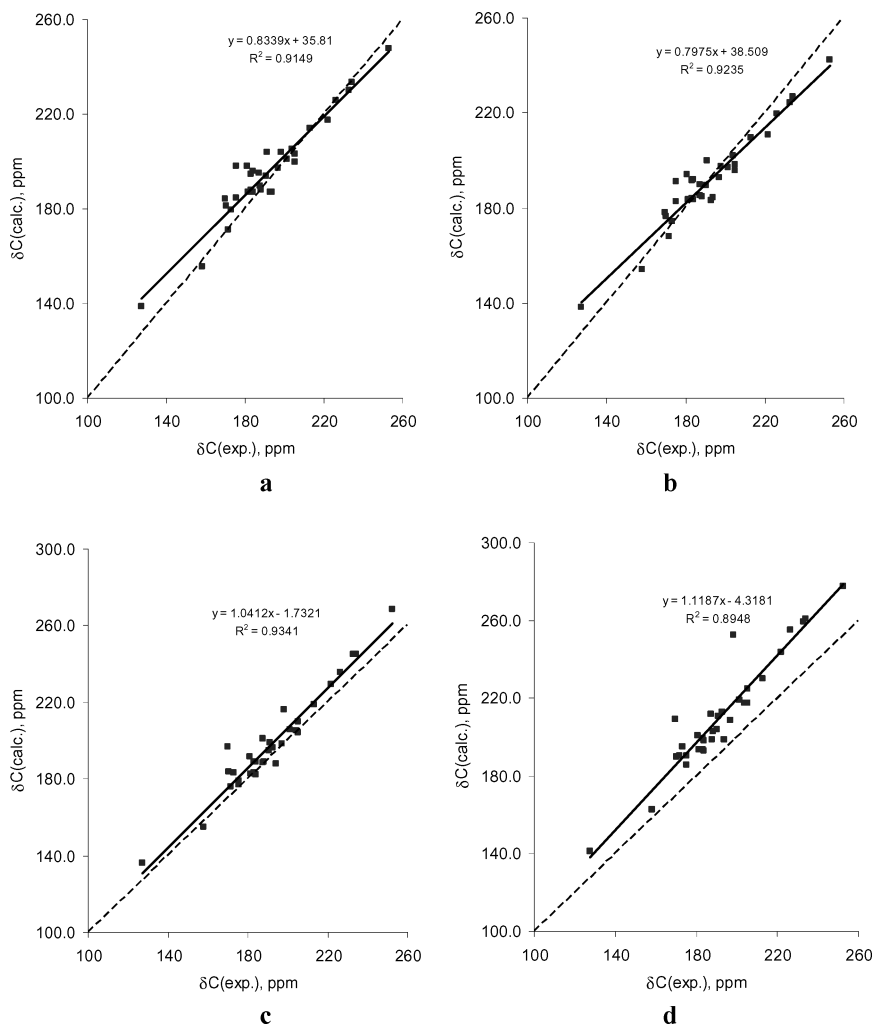 260.0
y = 0.8339x + 35.81
R² = 0.9149
220.0
180.0
140.0
100.0
100 140 180 220 260
δC(calc.), ppm
δC(exp.), ppm
a
260.0
y = 0.7975x + 38.509
R² = 0.9235
220.0
180.0
140.0
100.0
100 140 180 220 260
δC(calc.), ppm
δC(exp.), ppm
b
300.0
y = 1.0412x - 1.7321
R² = 0.9341
260.0
220.0
180.0
140.0
100.0
100 140 180 220 260
δC(calc.), ppm
δC(exp.), ppm
c
300.0
y = 1.1187x - 4.3181
R² = 0.8948
260.0
220.0
180.0
140.0
100.0
100 140 180 220 260
δC(calc.), ppm
δC(exp.), ppm
d